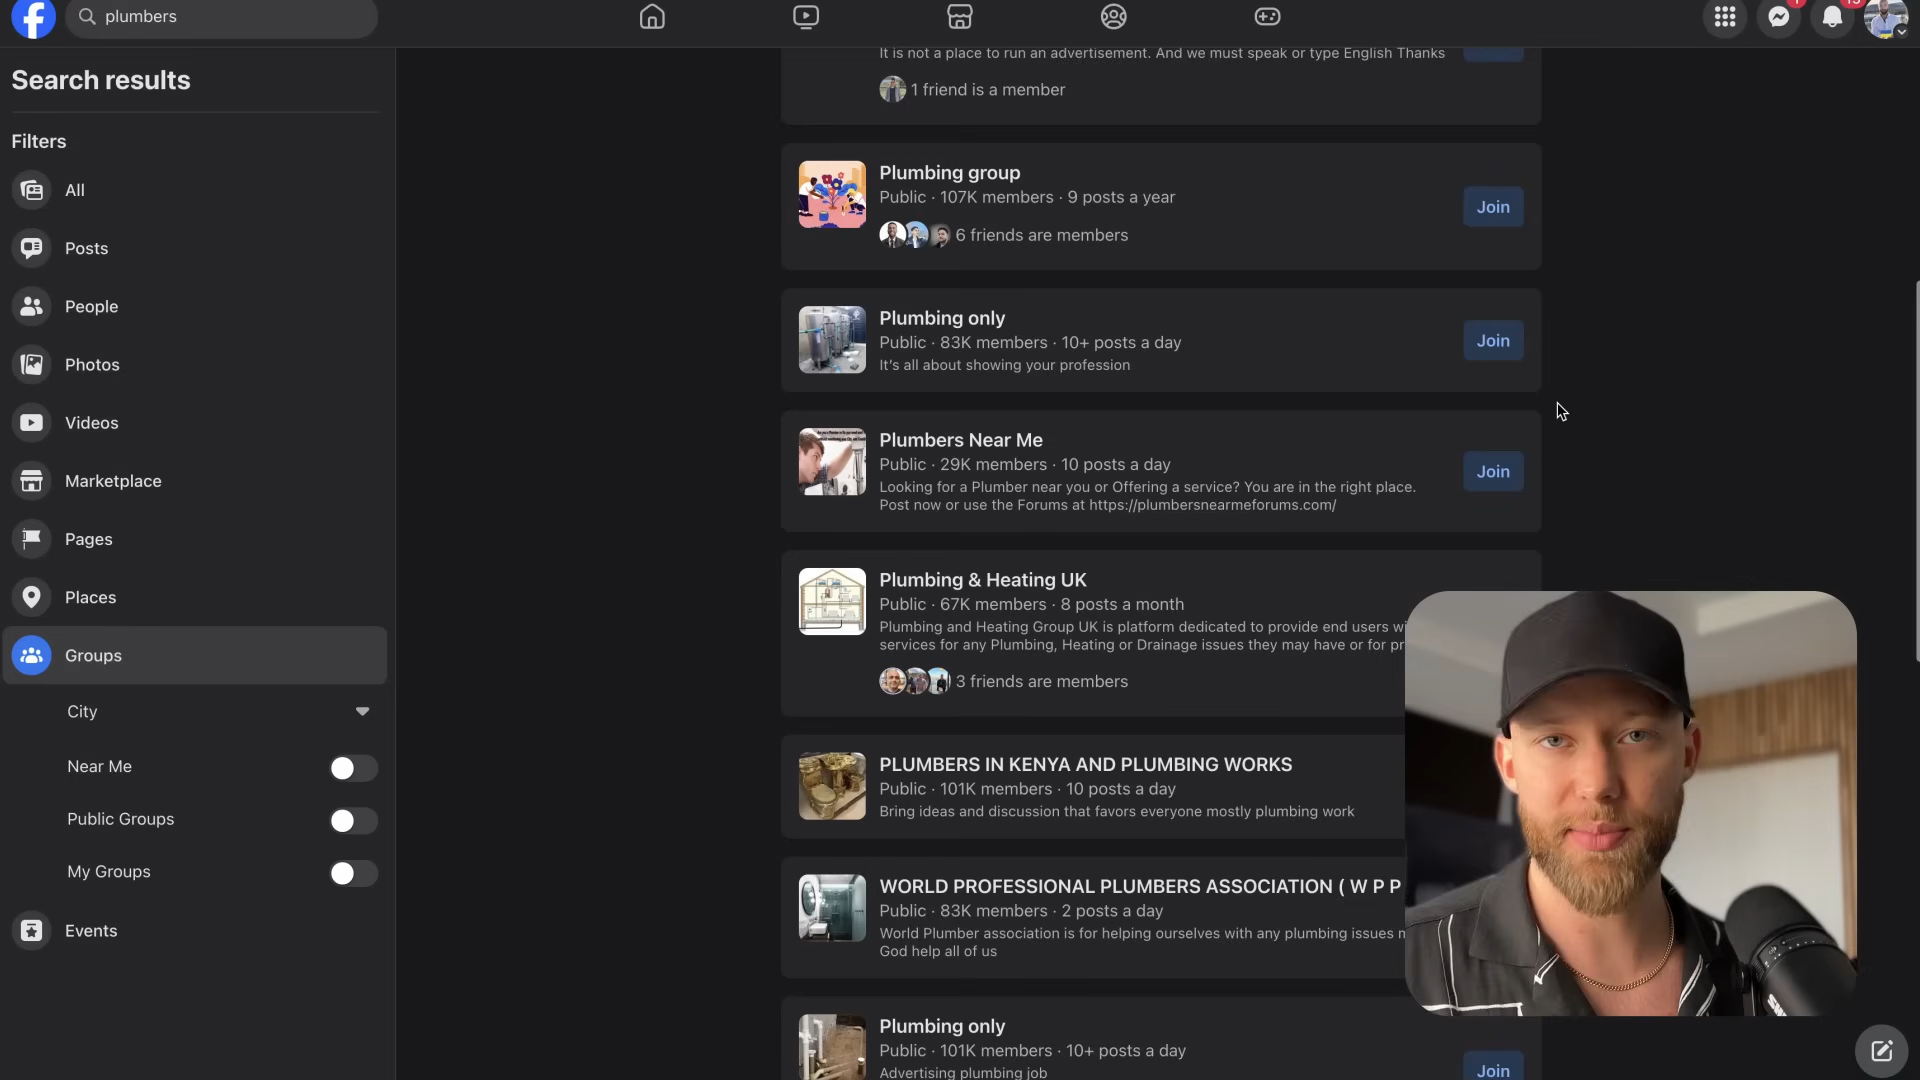 plumbers
Search results
Filters
All
Posts
People
Photos
Videos
Marketplace
Pages
Places
Groups
City
Near Me
Public Groups
My Groups
Events
It is not a place to run an advertisement. And we must speak or type English Thanks
1 friend is a member
Plumbing group
Public · 107K members · 9 posts a year
6 friends are members
Join
Plumbing only
Public · 83K members · 10+ posts a day
It's all about showing your profession
Join
Plumbers Near Me
Public · 29K members · 10 posts a day
Looking for a Plumber near you or Offering a service? You are in the right place.
Post now or use the Forums at https://plumbersnearmeforums.com/
Join
Plumbing & Heating UK
Public · 67K members · 8 posts a month
Plumbing and Heating Group UK is platform dedicated to provide end users wi
services for any Plumbing, Heating or Drainage issues they may have or for pr
3 friends are members
PLUMBERS IN KENYA AND PLUMBING WORKS
Public · 101K members · 10 posts a day
Bring ideas and discussion that favors everyone mostly plumbing work
WORLD PROFESSIONAL PLUMBERS ASSOCIATION ( W P P
Public · 83K members · 2 posts a day
World Plumber association is for helping ourselves with any plumbing issues
God help all of us
Plumbing only
Public · 101K members · 10+ posts a day
Advertising plumbing job
Join